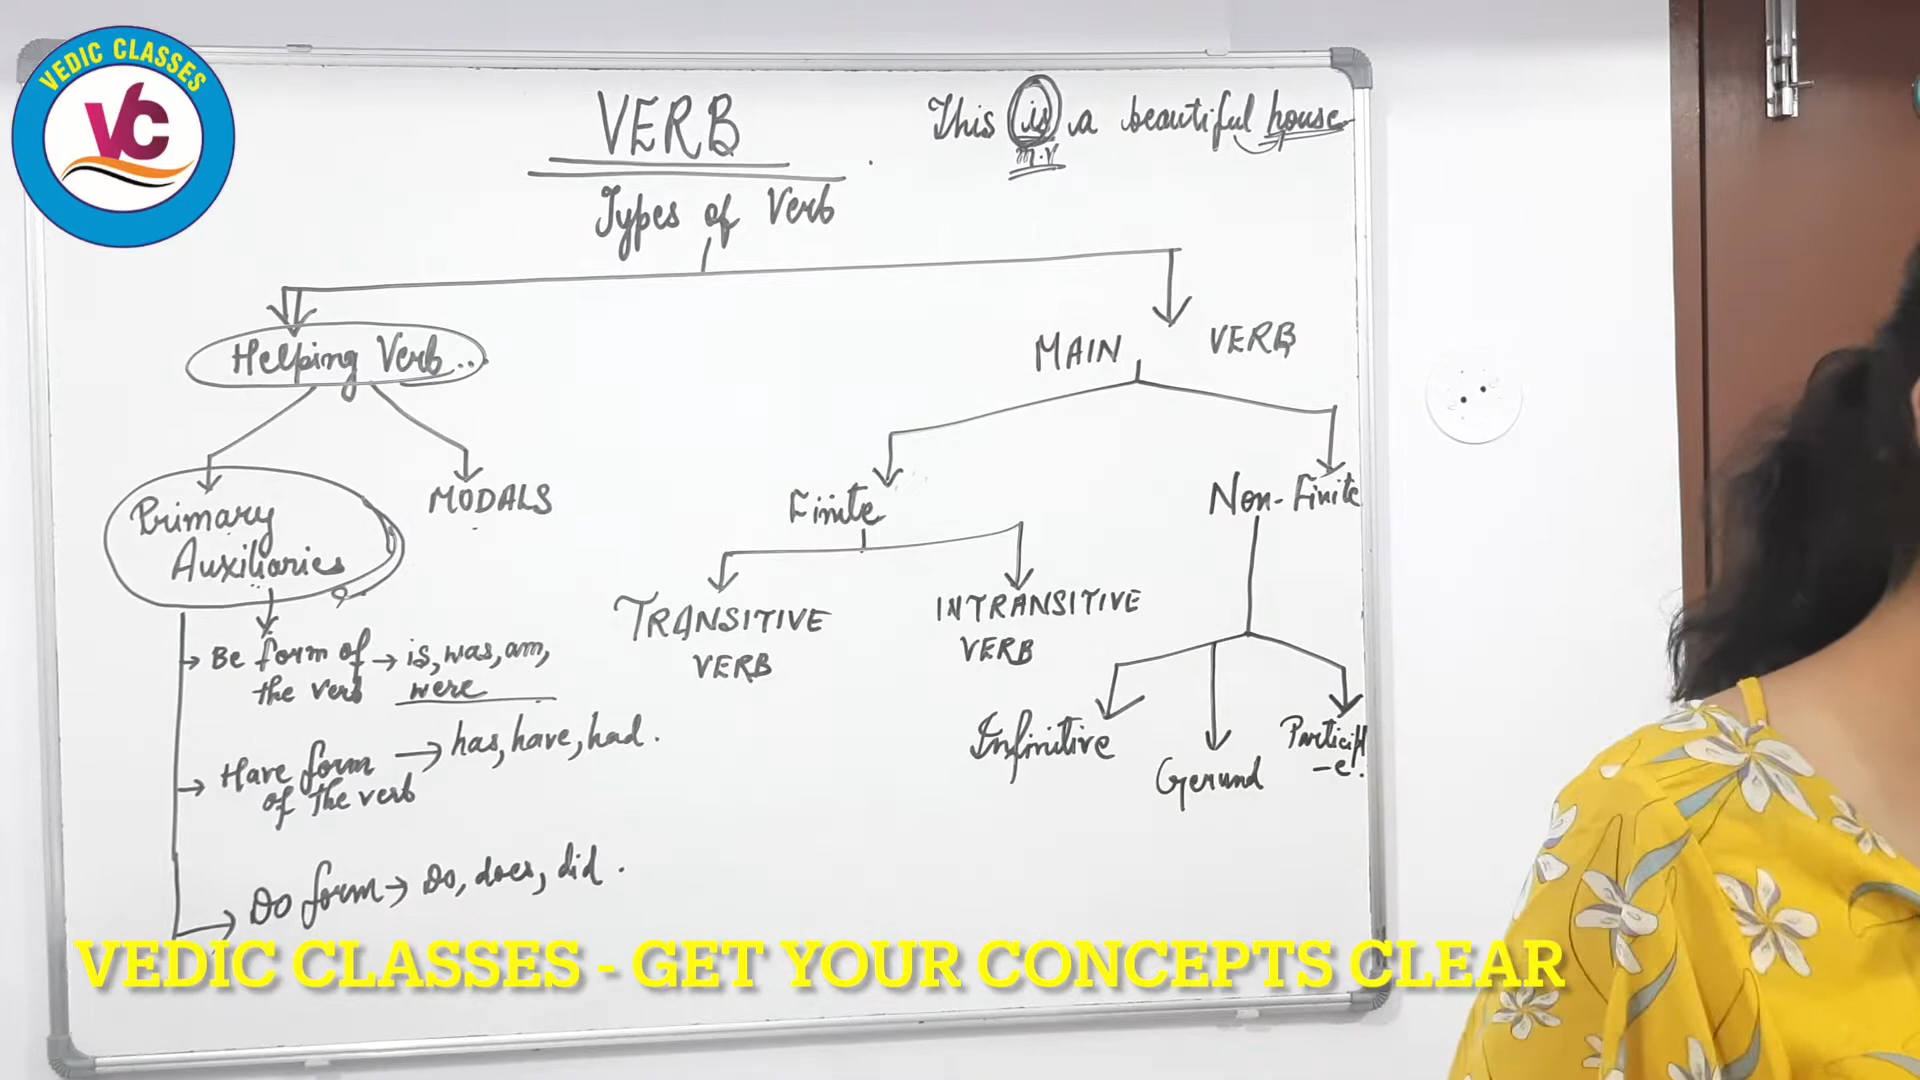 VEDIC CLASSES
VC
VERB
This is a beautiful house
m.v
Types of Verb
Helping Verb..
MAIN VERB
Primary
Auxiliaries
MODALS
Finite
Non-Finite
TRANSITIVE
VERB
INTRANSITIVE
VERB
Be form of → is, was, am,
the verb were
Infinitive
Gerund
Particip
-e.
Have form → has, have, had.
of the verb
Do form → Do, does, did.
VEDIC CLASSES - GET YOUR CONCEPTS CLEAR